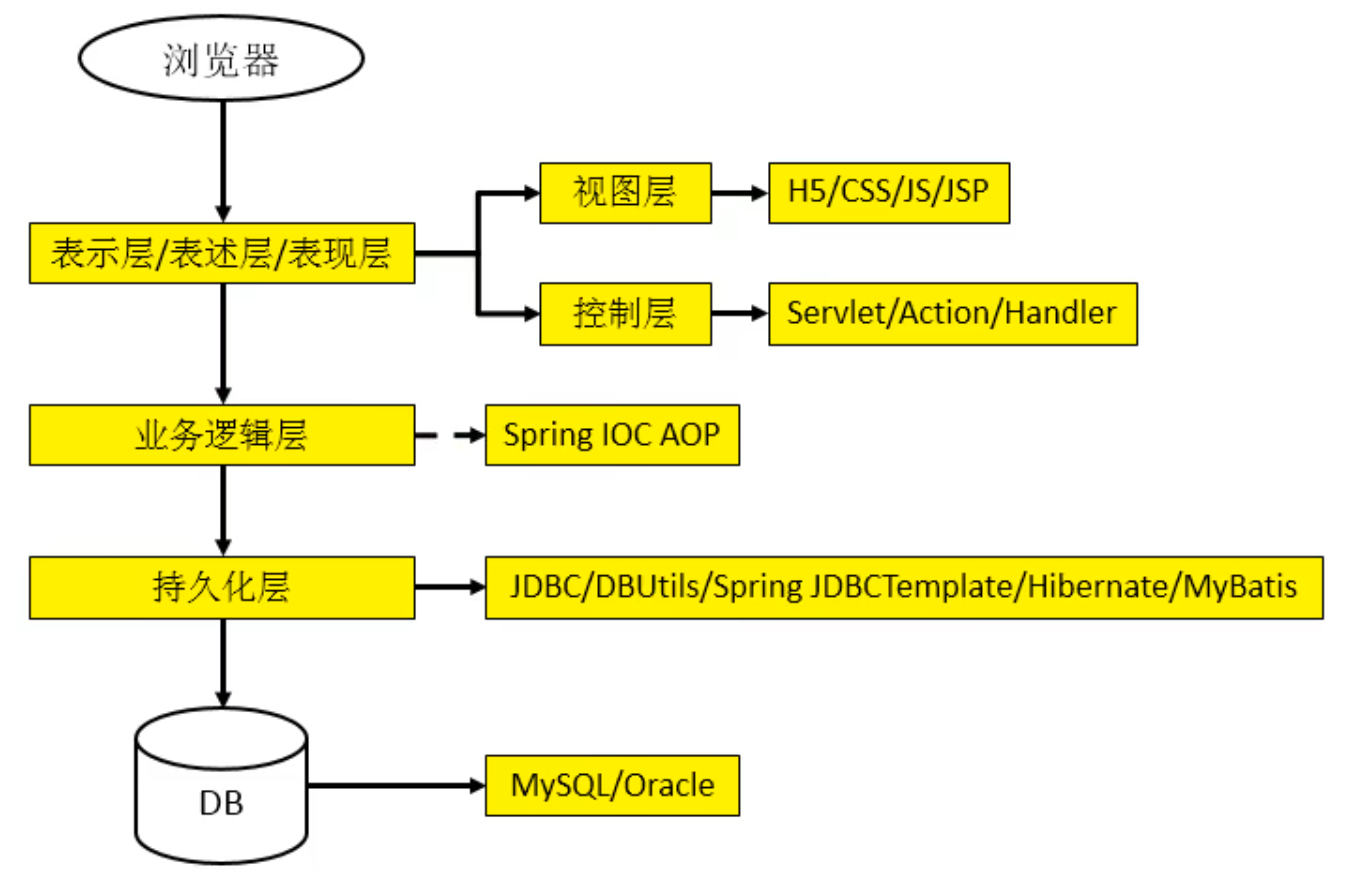 浏览器
视图层
H5/CSS/JS/JSP
表示层/表述层/表现层
控制层
Servlet/Action/Handler
业务逻辑层
Spring IOC AOP
持久化层
JDBC/DBUtils/Spring JDBCTemplate/Hibernate/MyBatis
DB
MySQL/Oracle